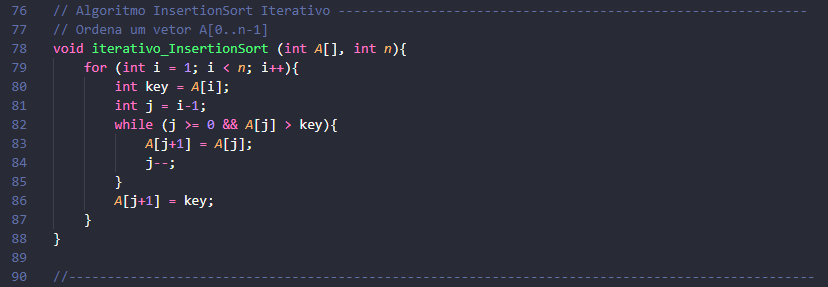 76 // Algoritmo InsertionSort Iterativo -------------------------------------------------------------
77 // Ordena um vetor A[0..n-1]
78 void iterativo_InsertionSort (int A[], int n){
79     for (int i = 1; i < n; i++){
80         int key = A[i];
81         int j = i-1;
82         while (j >= 0 && A[j] > key){
83             A[j+1] = A[j];
84             j--;
85         }
86         A[j+1] = key;
87     }
88 }
89
90 //-------------------------------------------------------------------------------------------------